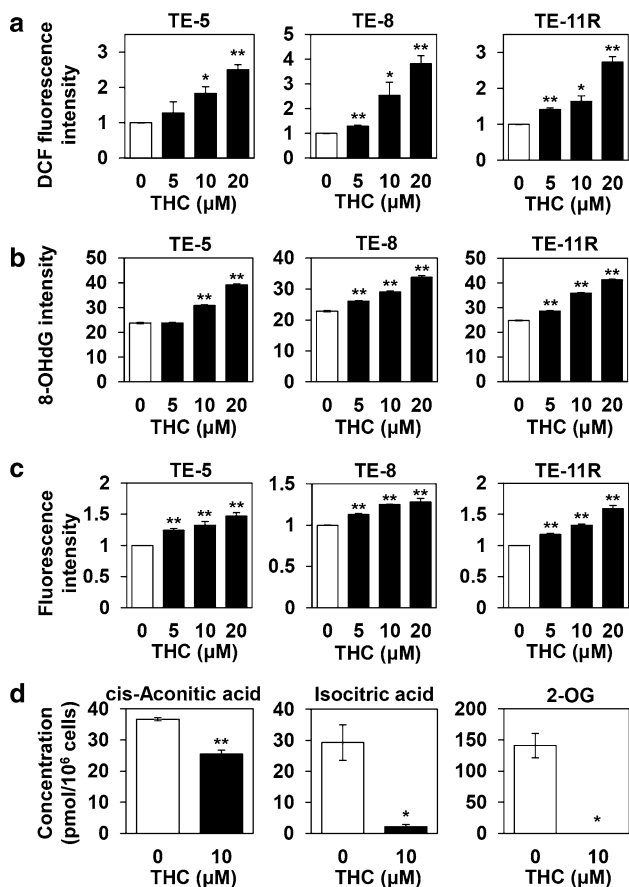 a
TE-5 TE-8 TE-11R
DCF fluorescence intensity
3 2 1 0
5 4 3 2 1 0
3 2 1 0
* **
** * **
** * **
0 5 10 20 0 5 10 20 0 5 10 20
THC (µM) THC (µM) THC (µM)
b
TE-5 TE-8 TE-11R
8-OHdG intensity
50 40 30 20 10 0
40 30 20 10 0
50 40 30 20 10 0
** **
** ** **
** ** **
0 5 10 20 0 5 10 20 0 5 10 20
THC (µM) THC (µM) THC (µM)
c
TE-5 TE-8 TE-11R
Fluorescence intensity
2 1.5 1 0.5 0
1.5 1 0.5 0
2 1.5 1 0.5 0
** ** **
** ** **
** ** **
0 5 10 20 0 5 10 20 0 5 10 20
THC (µM) THC (µM) THC (µM)
d
cis-Aconitic acid Isocitric acid 2-OG
Concentration (pmol/10⁶ cells)
40 30 20 10 0
40 30 20 10 0
200 150 100 50 0
**
*
*
0 10 0 10 0 10
THC (µM) THC (µM) THC (µM)